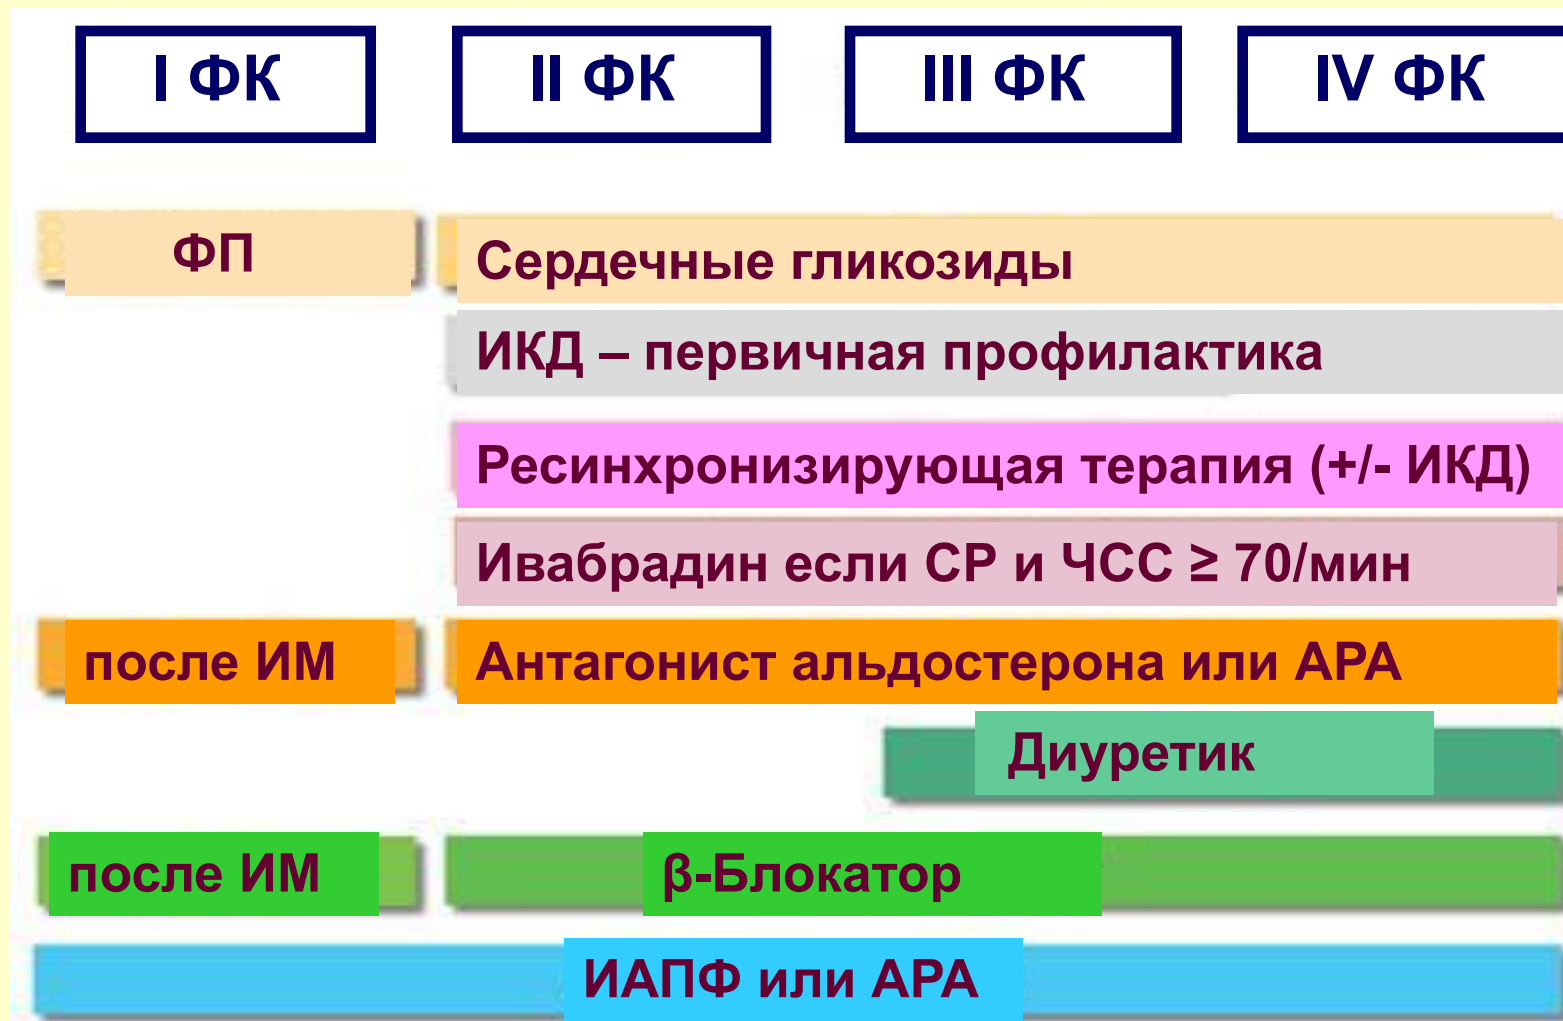 I ФК
II ФК
III ФК
IV ФК
ФП
Сердечные гликозиды
ИКД – первичная профилактика
Ресинхронизирующая терапия (+/- ИКД)
Ивабрадин если СР и ЧСС ≥ 70/мин
после ИМ
Антагонист альдостерона или АРА
Диуретик
после ИМ
β-Блокатор
ИАПФ или АРА